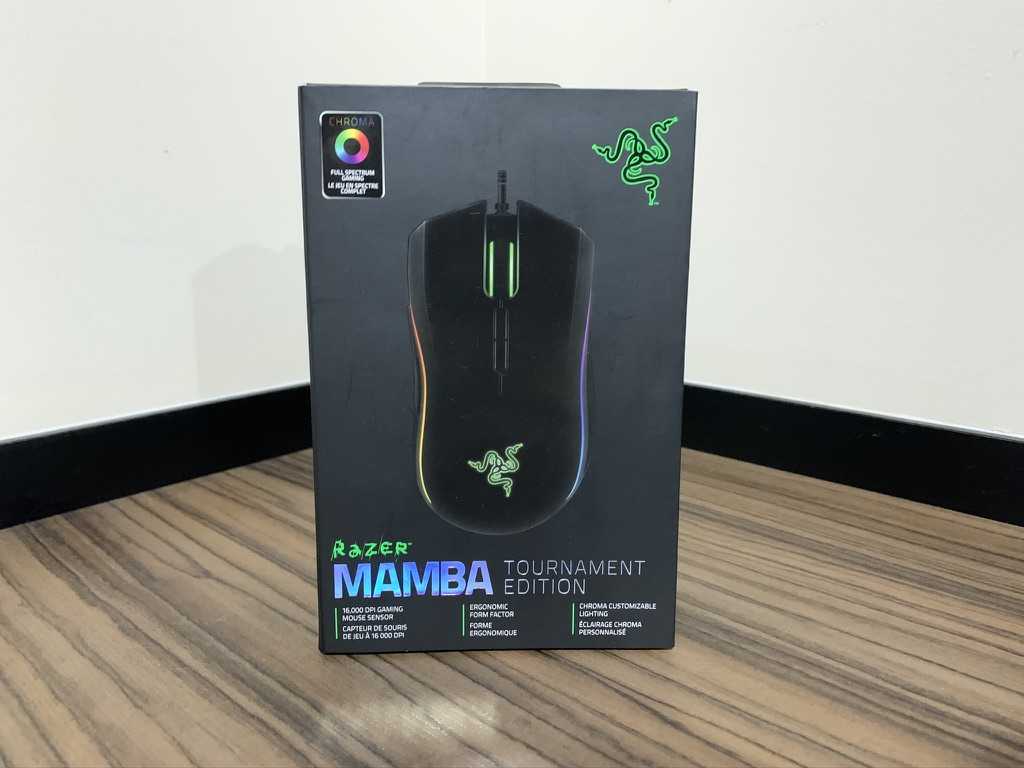 CHROMA
FULL SPECTRUM
GAMING
LE JEU EN SPECTRE
COMPLET
RAZER™
MAMBA
TOURNAMENT
EDITION
16,000 DPI GAMING
MOUSE SENSOR
CAPTEUR DE SOURIS
DE JEU À 16 000 DPI
ERGONOMIC
FORM FACTOR
FORME
ERGONOMIQUE
CHROMA CUSTOMIZABLE
LIGHTING
ÉCLAIRAGE CHROMA
PERSONNALISÉ